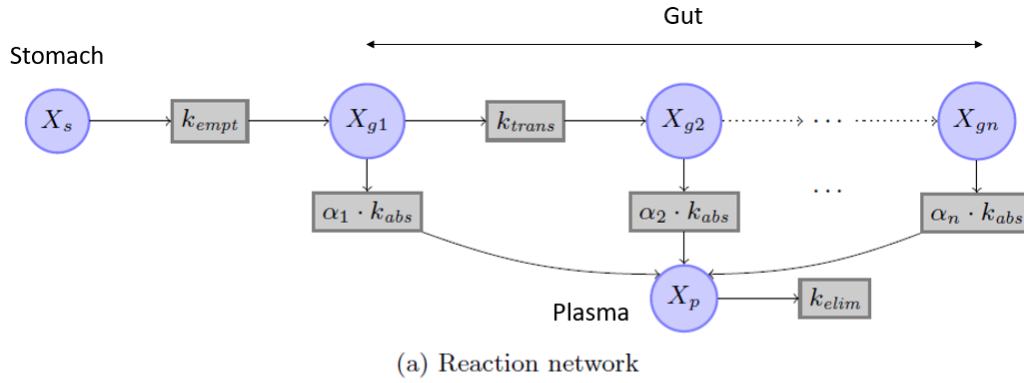 Gut
Stomach
X_s k_empt X_g1 k_trans X_g2 ··· X_gn
α_1 · k_abs α_2 · k_abs ··· α_n · k_abs
X_p k_elim
Plasma
(a) Reaction network